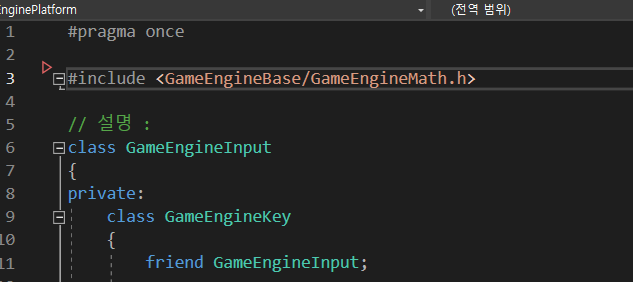 EnginePlatform (전역 범위)
1 #pragma once
2
3 #include <GameEngineBase/GameEngineMath.h>
4
5 // 설명 :
6 class GameEngineInput
7 {
8 private:
9 class GameEngineKey
10 {
11 friend GameEngineInput;